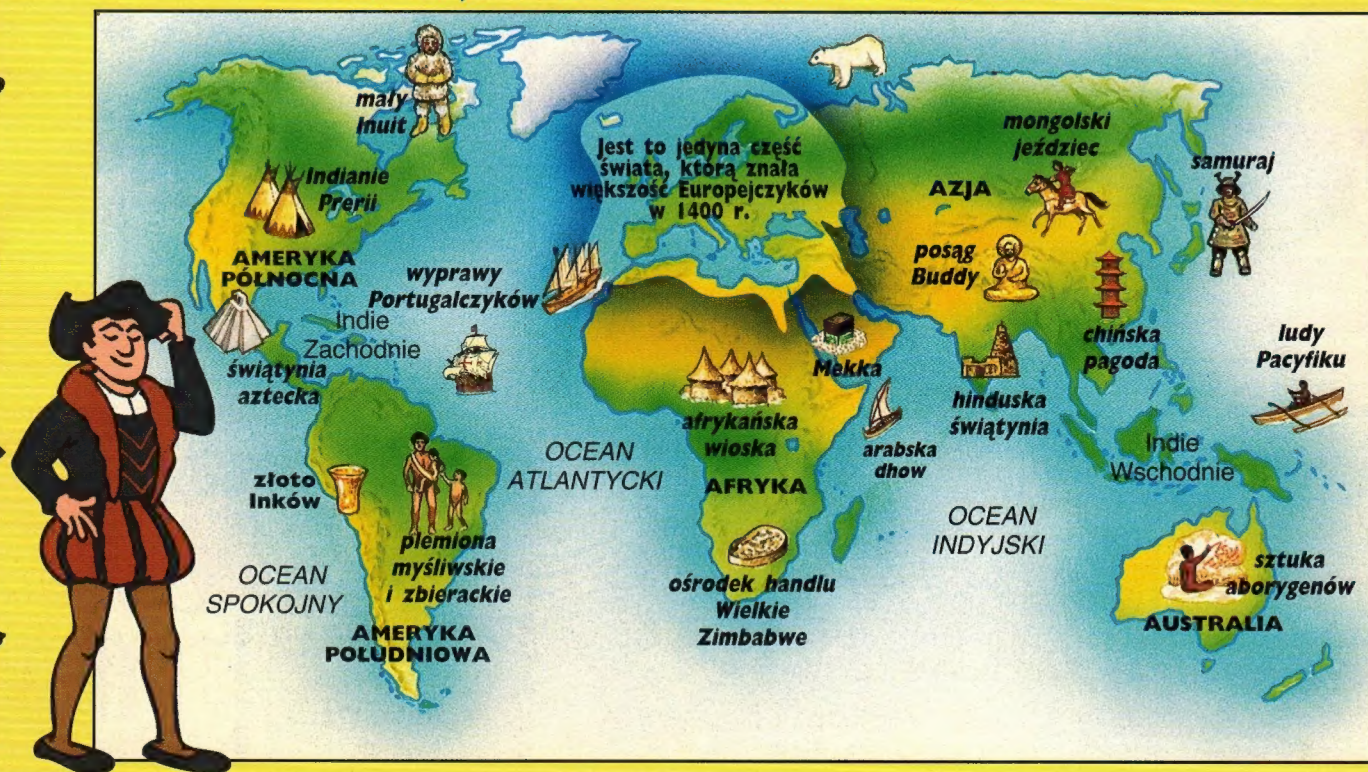 mały
Inuit
Indianie
Prerii
AMERYKA
PÓŁNOCNA
wyprawy
Portugalczyków
Indie
Zachodnie
świątynia
aztecka
złoto
Inków
plemiona
myśliwskie
i zbierackie
OCEAN
SPOKOJNY
AMERYKA
POŁUDNIOWA
OCEAN
ATLANTYCKI
Jest to jedyna część
świata, którą znała
większość Europejczyków
w 1400 r.
afrykańska
wioska
AFRYKA
ośrodek handlu
Wielkie
Zimbabwe
Mekka
arabska
dhow
AZJA
mongolski
jeździec
samuraj
posąg
Buddy
chińska
pagoda
hinduska
świątynia
ludy
Pacyfiku
Indie
Wschodnie
OCEAN
INDYJSKI
sztuka
aborygenów
AUSTRALIA